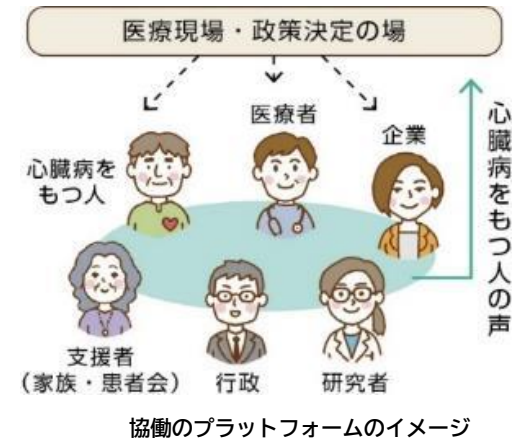 医療現場・政策決定の場
医療者
企業
心臓病を
もつ人
心臓病をもつ人の声
支援者
（家族・患者会）
行政
研究者
協働のプラットフォームのイメージ